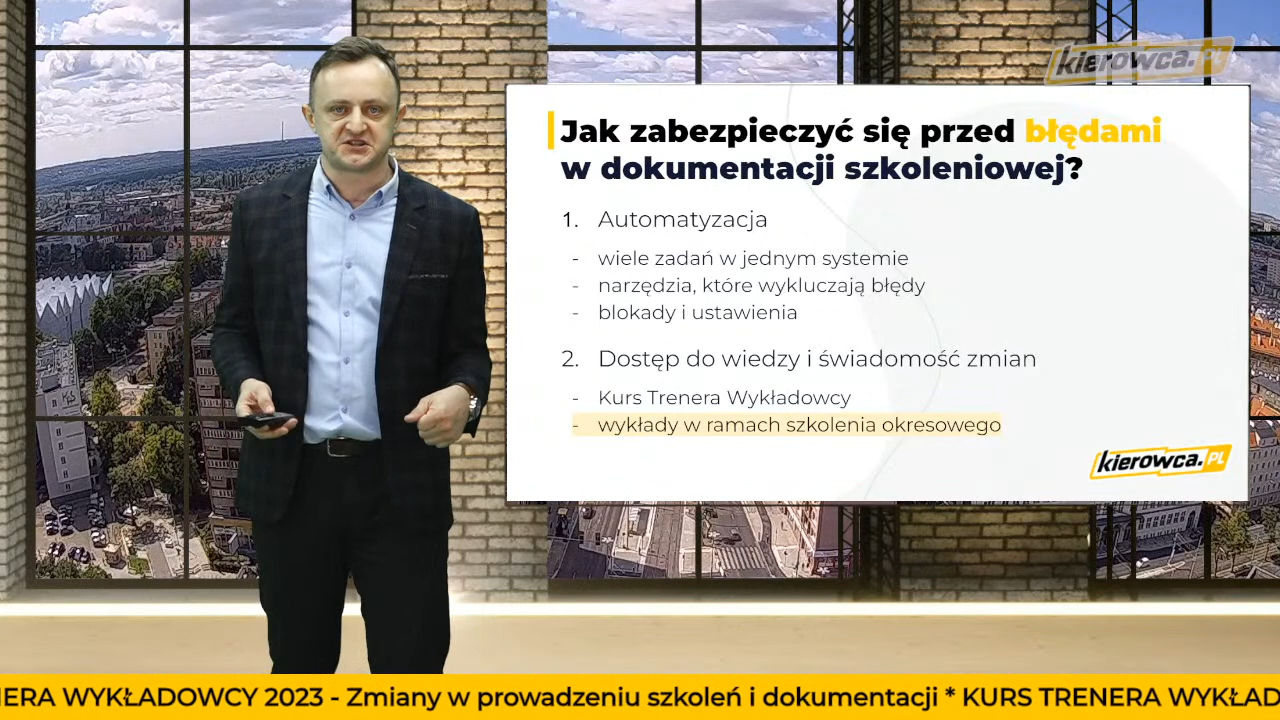 kierowca.PL
Jak zabezpieczyć się przed błędami
w dokumentacji szkoleniowej?
1. Automatyzacja
- wiele zadań w jednym systemie
- narzędzia, które wykluczają błędy
- blokady i ustawienia
2. Dostęp do wiedzy i świadomość zmian
- Kurs Trenera Wykładowcy
- wykłady w ramach szkolenia okresowego
kierowca.PL
NERA WYKŁADOWCY 2023 - Zmiany w prowadzeniu szkoleń i dokumentacji * KURS TRENERA WYKŁAD